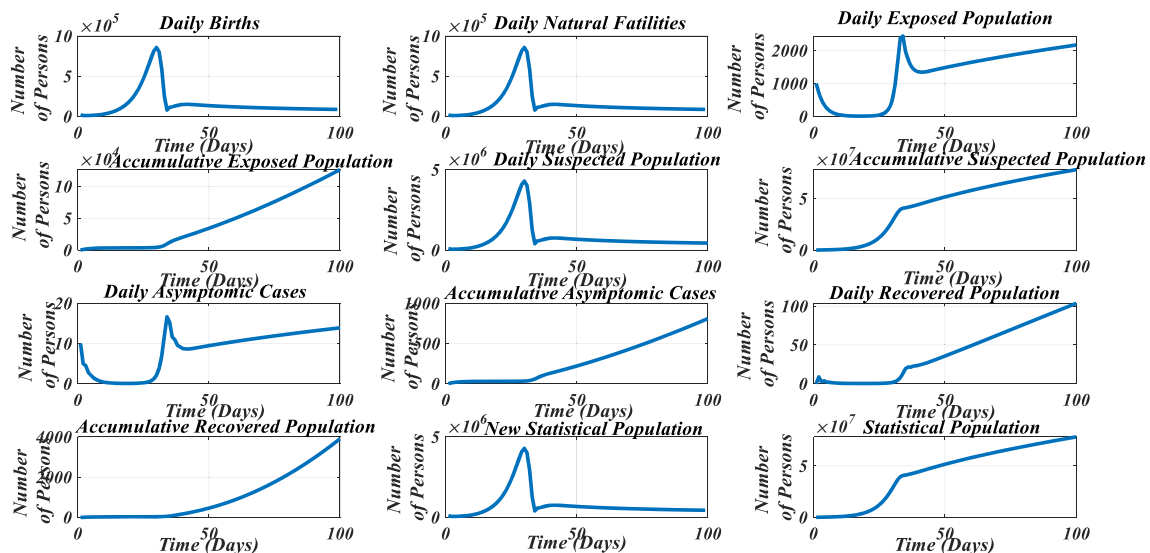 Daily Births
×10^5
Number
of Persons
10
5
0
0
50
100
Time (Days)
Daily Natural Fatilities
×10^5
Number
of Persons
10
5
0
0
50
100
Time (Days)
Daily Exposed Population
Number
of Persons
2000
1000
0
0
50
100
Accumulative Exposed Population
×10^4
Number
of Persons
10
5
0
0
50
100
Time (Days)
Daily Suspected Population
×10^6
Number
of Persons
5
0
0
50
100
Time (Days)
Accumulative Suspected Population
×10^7
Number
of Persons
5
0
0
50
100
Daily Asymptomic Cases
Number
of Persons
20
10
0
0
50
100
Time (Days)
Accumulative Asymptomic Cases
Number
of Persons
1000
500
0
0
50
100
Time (Days)
Daily Recovered Population
Number
of Persons
100
50
0
0
50
100
Time (Days)
Accumulative Recovered Population
Number
of Persons
4000
2000
0
0
50
100
Time (Days)
New Statistical Population
×10^6
Number
of Persons
5
0
0
50
100
Time (Days)
Statistical Population
×10^7
Number
of Persons
5
0
0
50
100
Time (Days)